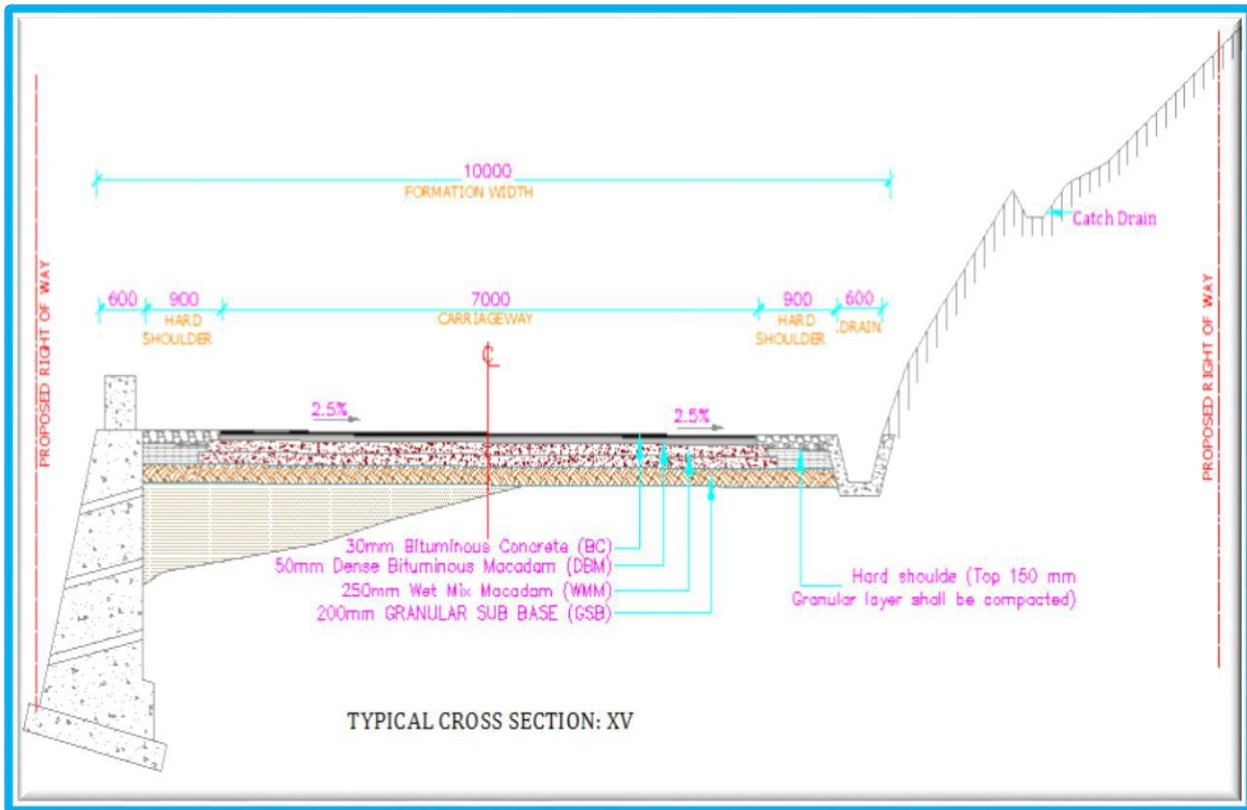 10000
FORMATION WIDTH
Catch Drain
PROPOSED RIGHT OF WAY
PROPOSED RIGHT OF WAY
600
900
7000
900
600
HARD
SHOULDER
CARRIAGEWAY
HARD
SHOULDER
DRAIN
℄
2.5%
2.5%
30mm Bituminous Concrete (BC)
50mm Dense Bituminous Macadam (DBM)
250mm Wet Mix Macadam (WMM)
200mm GRANULAR SUB BASE (GSB)
Hard shoulde (Top 150 mm
Granular layer shall be compacted)
TYPICAL CROSS SECTION: XV